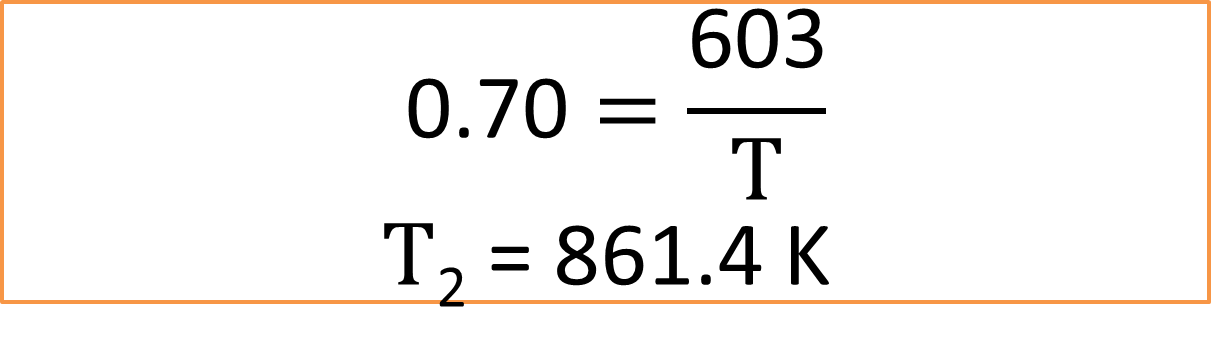 0.70 = 603/T
T₂ = 861.4 K